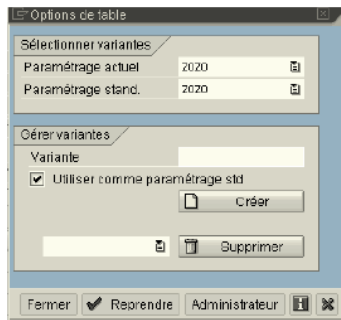 Options de table
Sélectionner variantes
Paramétrage actuel 2020
Paramétrage stand. 2020
Gérer variantes
Variante
Utiliser comme paramétrage std
Créer
Supprimer
Fermer Reprendre Administrateur